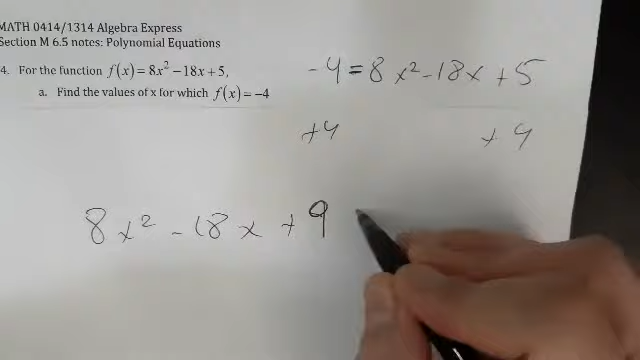 MATH 0414/1314 Algebra Express
Section M 6.5 notes: Polynomial Equations
4. For the function f(x) = 8x² − 18x + 5,
a. Find the values of x for which f(x) = −4
-4 = 8x² - 18x + 5
+4 + 4
8x² - 18x + 9